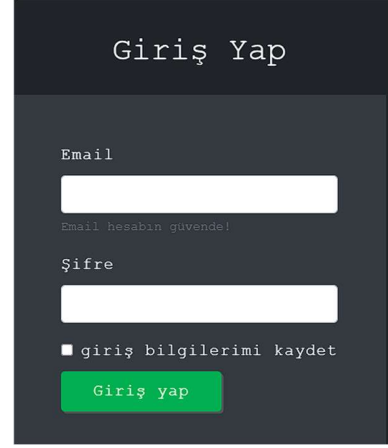 Giriş Yap
Email
Email hesabın güvende!
Şifre
giriş bilgilerimi kaydet
Giriş yap